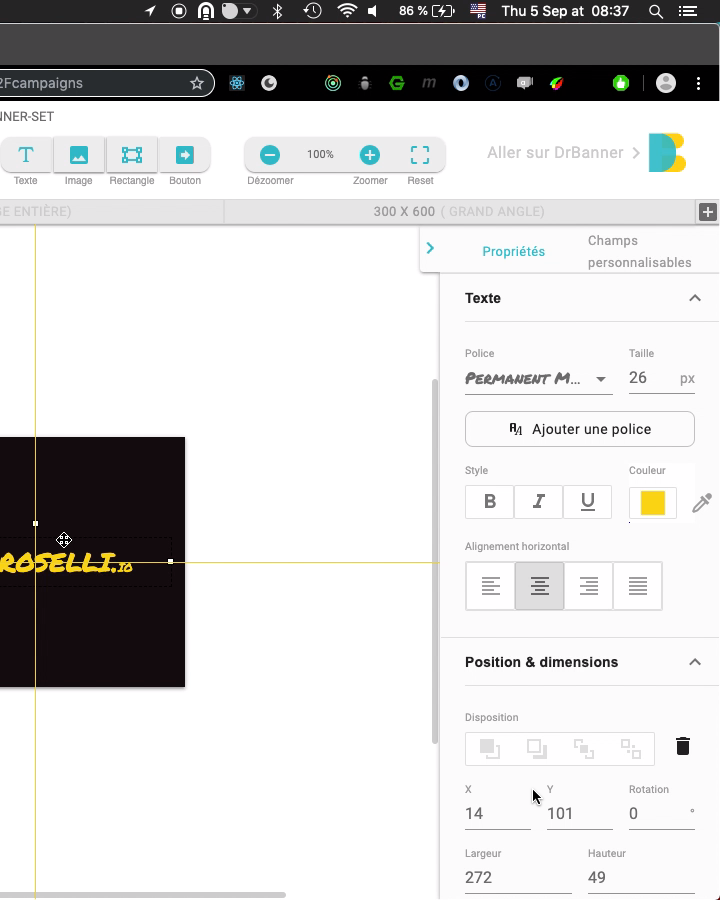 86 % Thu 5 Sep at 08:37
2Fcampaigns
NNER-SET
Texte Image Rectangle Bouton
100%
Dézoomer Zoomer Reset
Aller sur DrBanner
E ENTIÈRE) 300 X 600 ( GRAND ANGLE)
Propriétés
Champs
personnalisables
Texte
Police Taille
PERMANENT M... 26 px
Ajouter une police
Style Couleur
B I U
Alignement horizontal
ROSELLI.IO
Position & dimensions
Disposition
X Y Rotation
14 101 0 °
Largeur Hauteur
272 49